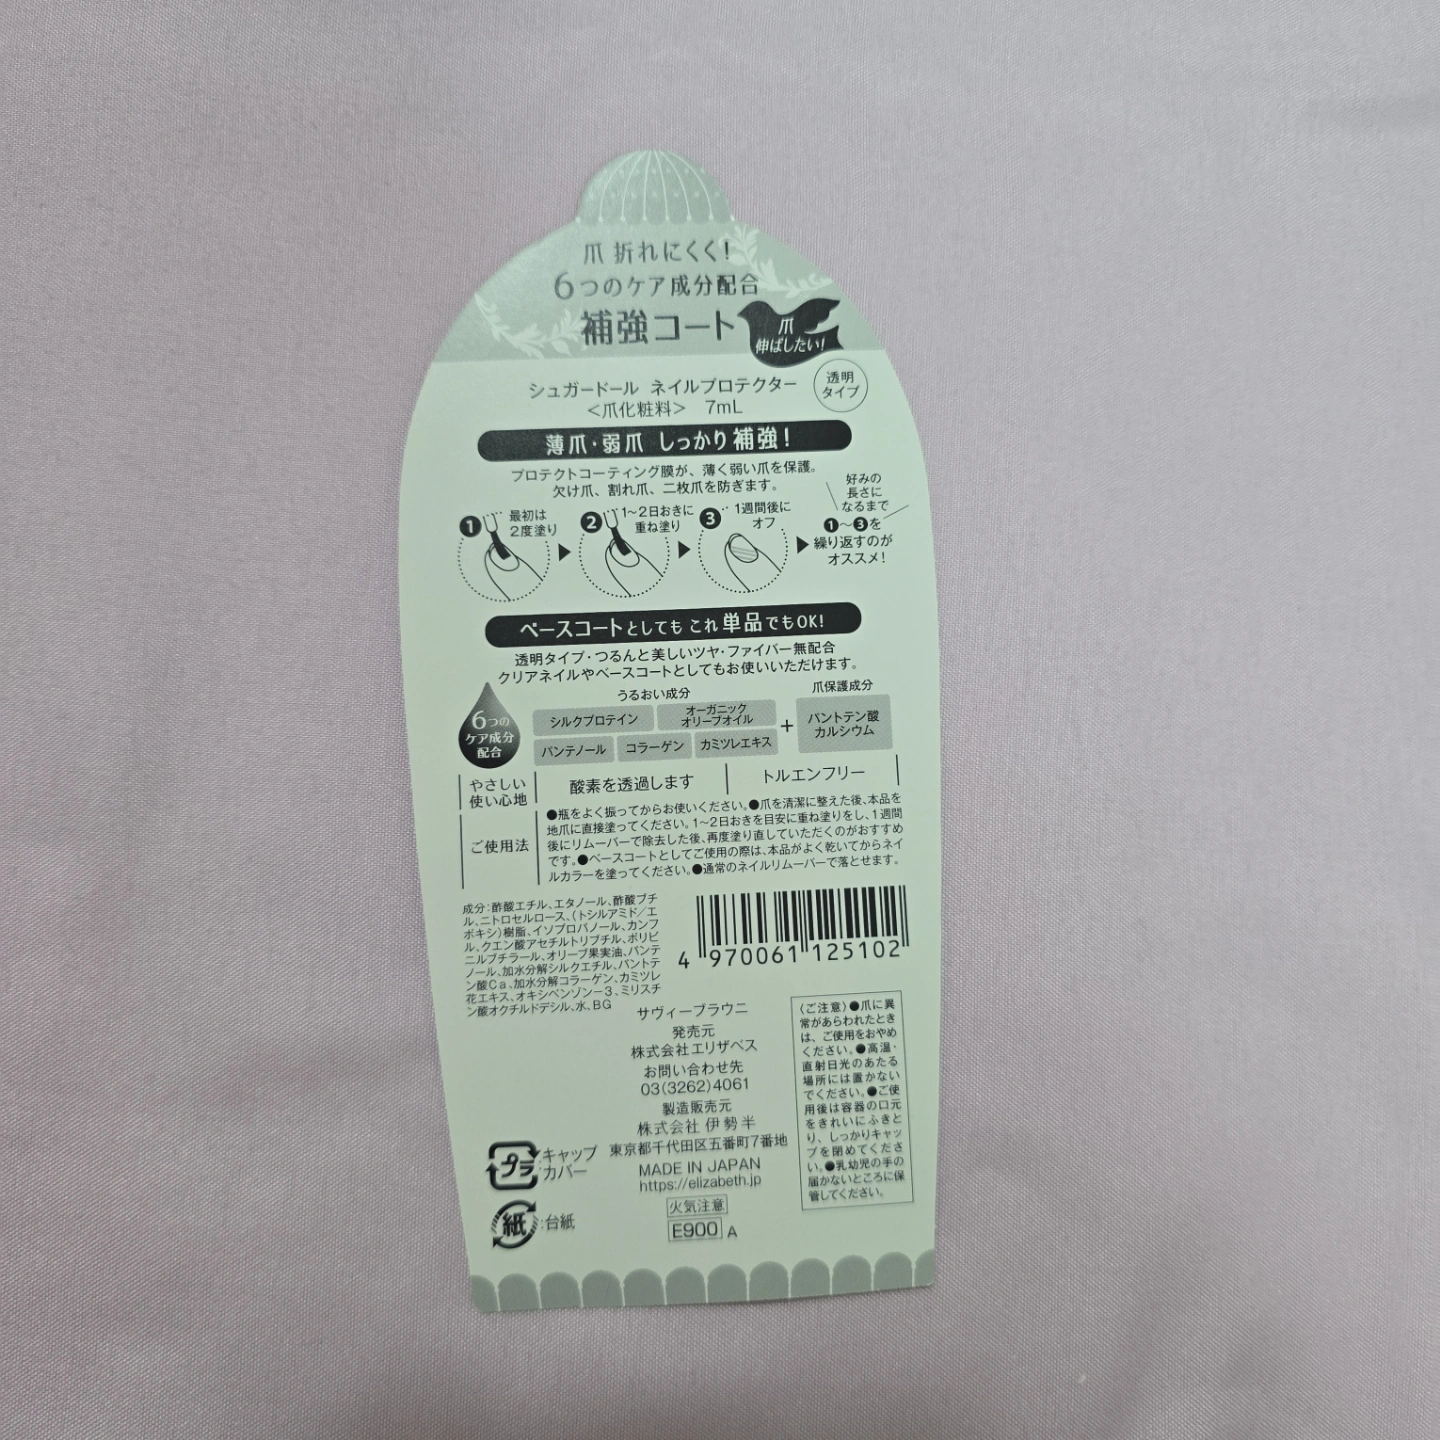 爪 折れにくく!
6つのケア成分配合
補強コート
爪
伸ばしたい!
シュガードール ネイルプロテクター
<爪化粧料> 7mL
透明
タイプ
薄爪・弱爪 しっかり補強!
プロテクトコーティング膜が、薄く弱い爪を保護。
欠け爪、割れ爪、二枚爪を防ぎます。
1 最初は
2度塗り
2 1~2日おきに
重ね塗り
3 1週間後に
オフ
好みの
長さに
なるまで
1~3を
繰り返すのが
オススメ!
ベースコートとしても これ単品でもOK!
透明タイプ・つるんと美しいツヤ・ファイバー無配合
クリアネイルやベースコートとしてもお使いいただけます。
6つの
ケア成分
配合
うるおい成分
シルクプロテイン
オーガニック
オリーブオイル
パンテノール
コラーゲン
カミツレエキス
+
爪保護成分
パントテン酸
カルシウム
やさしい
使い心地
酸素を透過します
トルエンフリー
ご使用法
●瓶をよく振ってからお使いください。●爪を清潔に整えた後、本品を
地爪に直接塗ってください。1~2日おきを目安に重ね塗りをし、1週間
後にリムーバーで除去した後、再度塗り直していただくのがおすすめ
です。●ベースコートとしてご使用の際は、本品がよく乾いてからネイ
ルカラーを塗ってください。●通常のネイルリムーバーで落とせます。
成分:酢酸エチル、エタノール、酢酸ブチ
ル、ニトロセルロース、(トシルアミド/エ
ポキシ)樹脂、イソプロパノール、カンフ
ル、クエン酸アセチルトリブチル、ポリビ
ニルブチラール、オリーブ果実油、パンテ
ノール、加水分解シルクエチル、パントテ
ン酸Ca、加水分解コラーゲン、カミツレ
花エキス、オキシベンゾン-3、ミリスチ
ン酸オクチルドデシル、水、BG
4 970061 125102
サヴィーブラウニ
発売元
株式会社エリザベス
お問い合わせ先
03(3262)4061
製造販売元
株式会社 伊勢半
東京都千代田区五番町7番地
MADE IN JAPAN
https://elizabeth.jp
火気注意
E900 A
〈ご注意〉●爪に異
常があらわれたとき
は、ご使用をおやめ
ください。●高温・
直射日光のあたる
場所には置かない
でください。●ご使
用後は容器の口元
をきれいにふきと
り、しっかりキャッ
プを閉めてくださ
い。●乳幼児の手の
届かないところに保
管してください。
プラ :キャップ
カバー
紙 :台紙